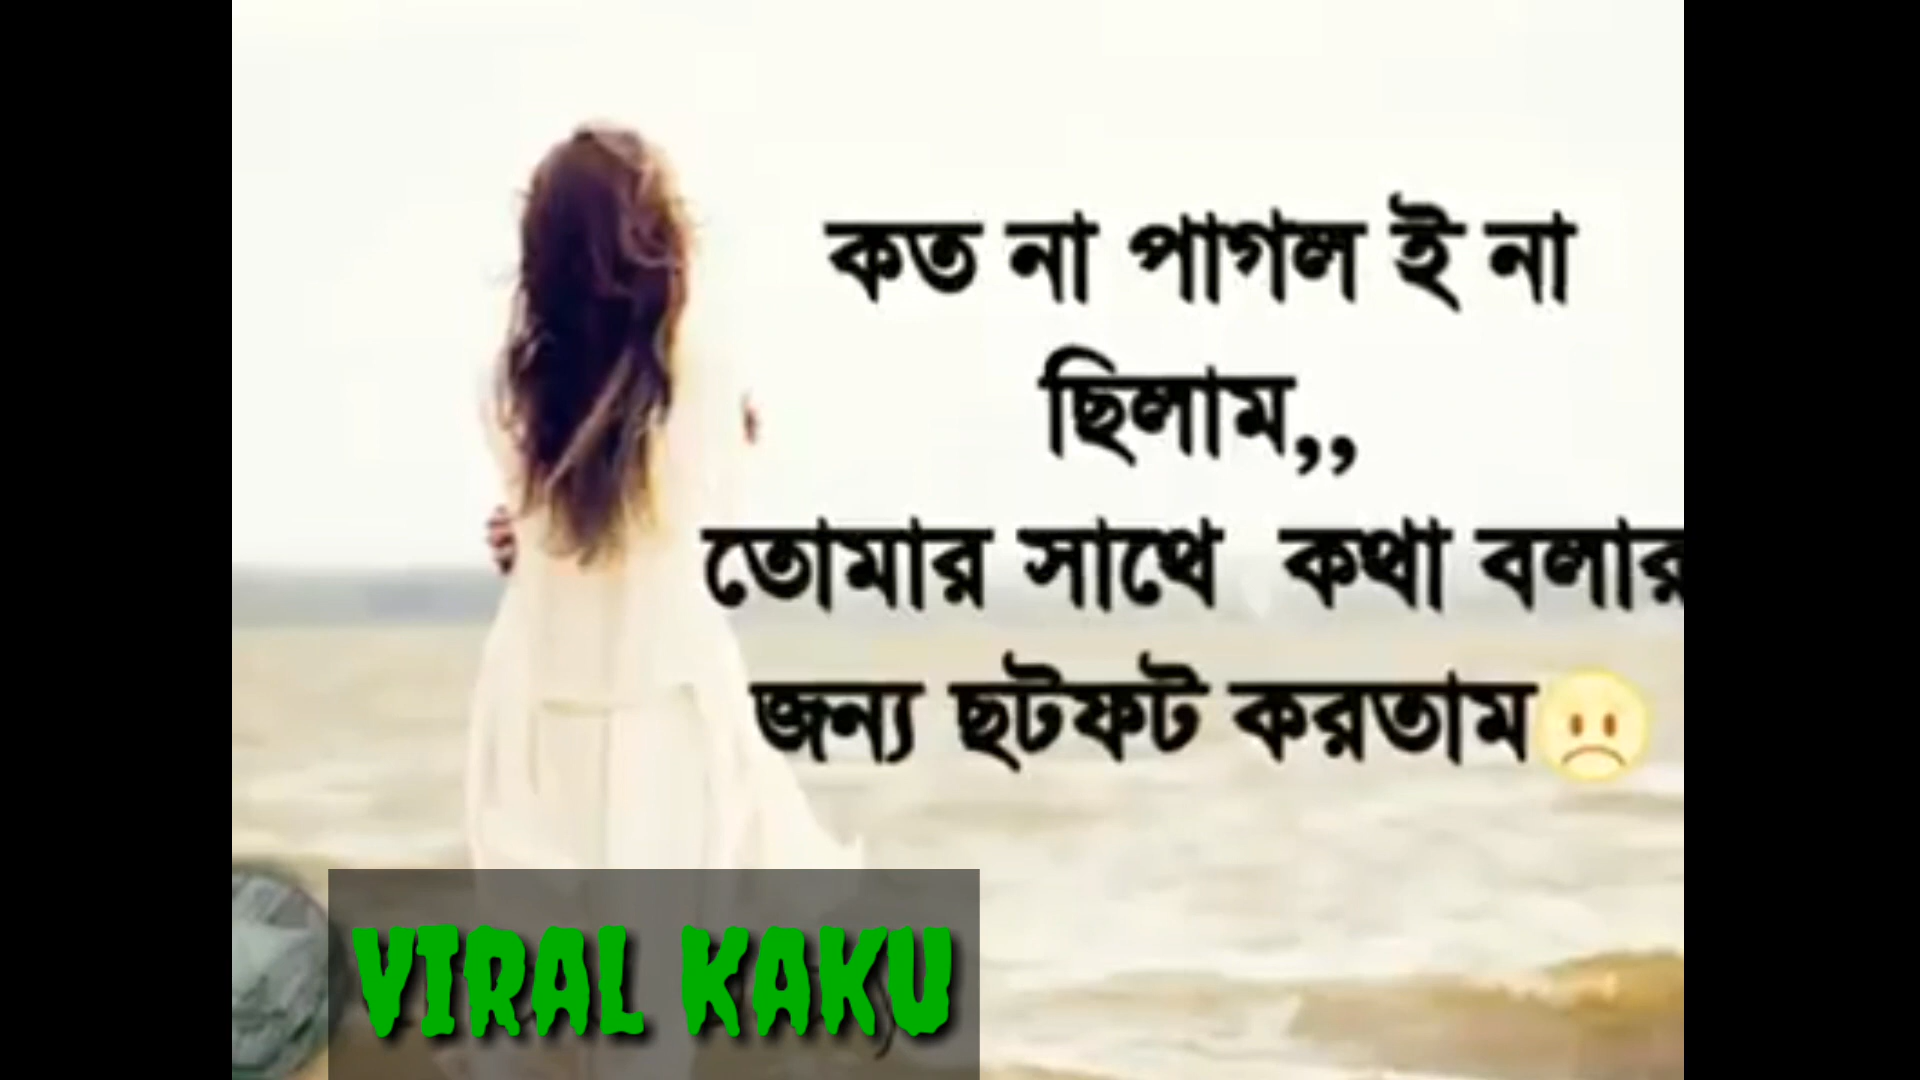 কত না পাগল ই না
ছিলাম,,
তোমার সাথে কথা বলার
জন্য ছটফট করতাম☹️
VIRAL KAKU